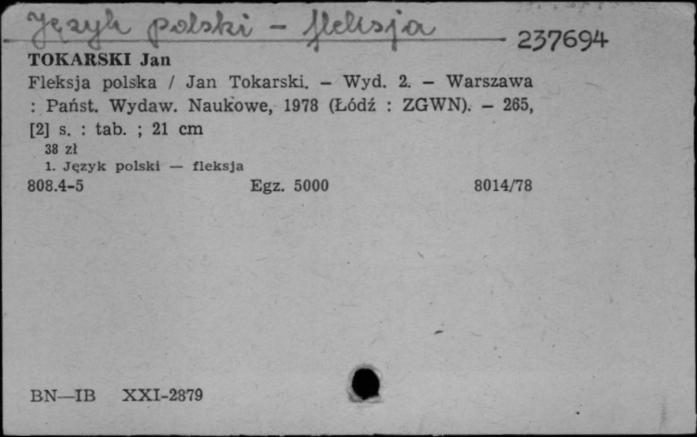 Język polski - fleksja
237694
TOKARSKI Jan
Fleksja polska / Jan Tokarski. — Wyd. 2. — Warszawa
: Państ. Wydaw. Naukowe, 1978 (Łódź : ZGWN). — 265,
[2] s. : tab. ; 21 cm
38 zł
1. Język polski — fleksja
808.4-5 Egz. 5000 8014/78
BN—IB XXI-2879